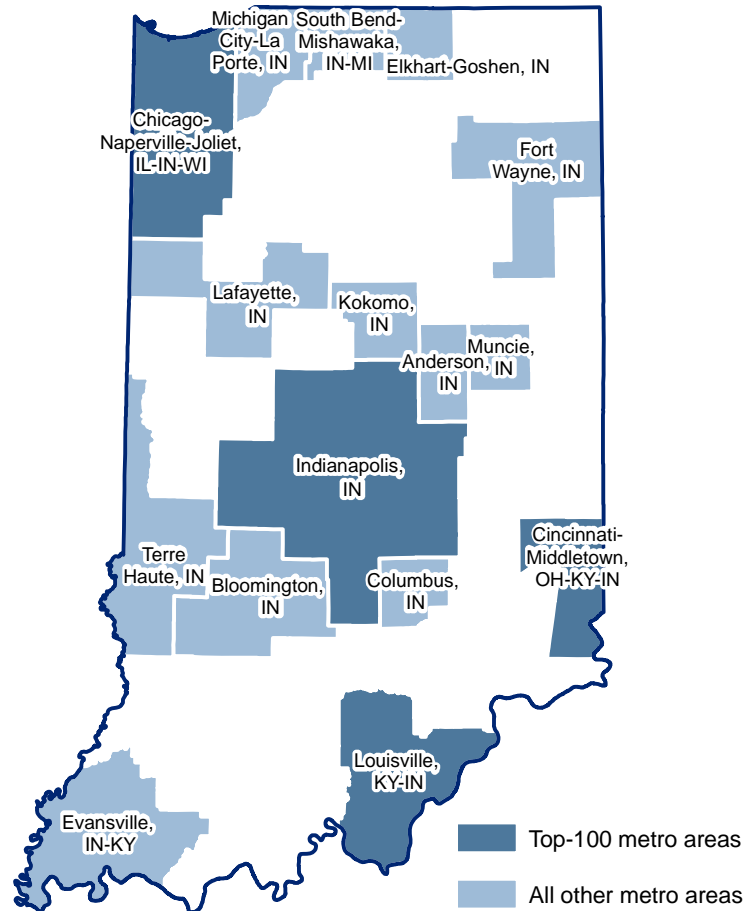 Michigan
City-La
Porte, IN
South Bend-
Mishawaka,
IN-MI
Elkhart-Goshen, IN
Chicago-
Naperville-Joliet,
IL-IN-WI
Fort
Wayne, IN
Lafayette,
IN
Kokomo,
IN
Anderson,
IN
Muncie,
IN
Indianapolis,
IN
Terre
Haute, IN
Bloomington,
IN
Columbus,
IN
Cincinnati-
Middletown,
OH-KY-IN
Louisville,
KY-IN
Evansville,
IN-KY
Top-100 metro areas
All other metro areas